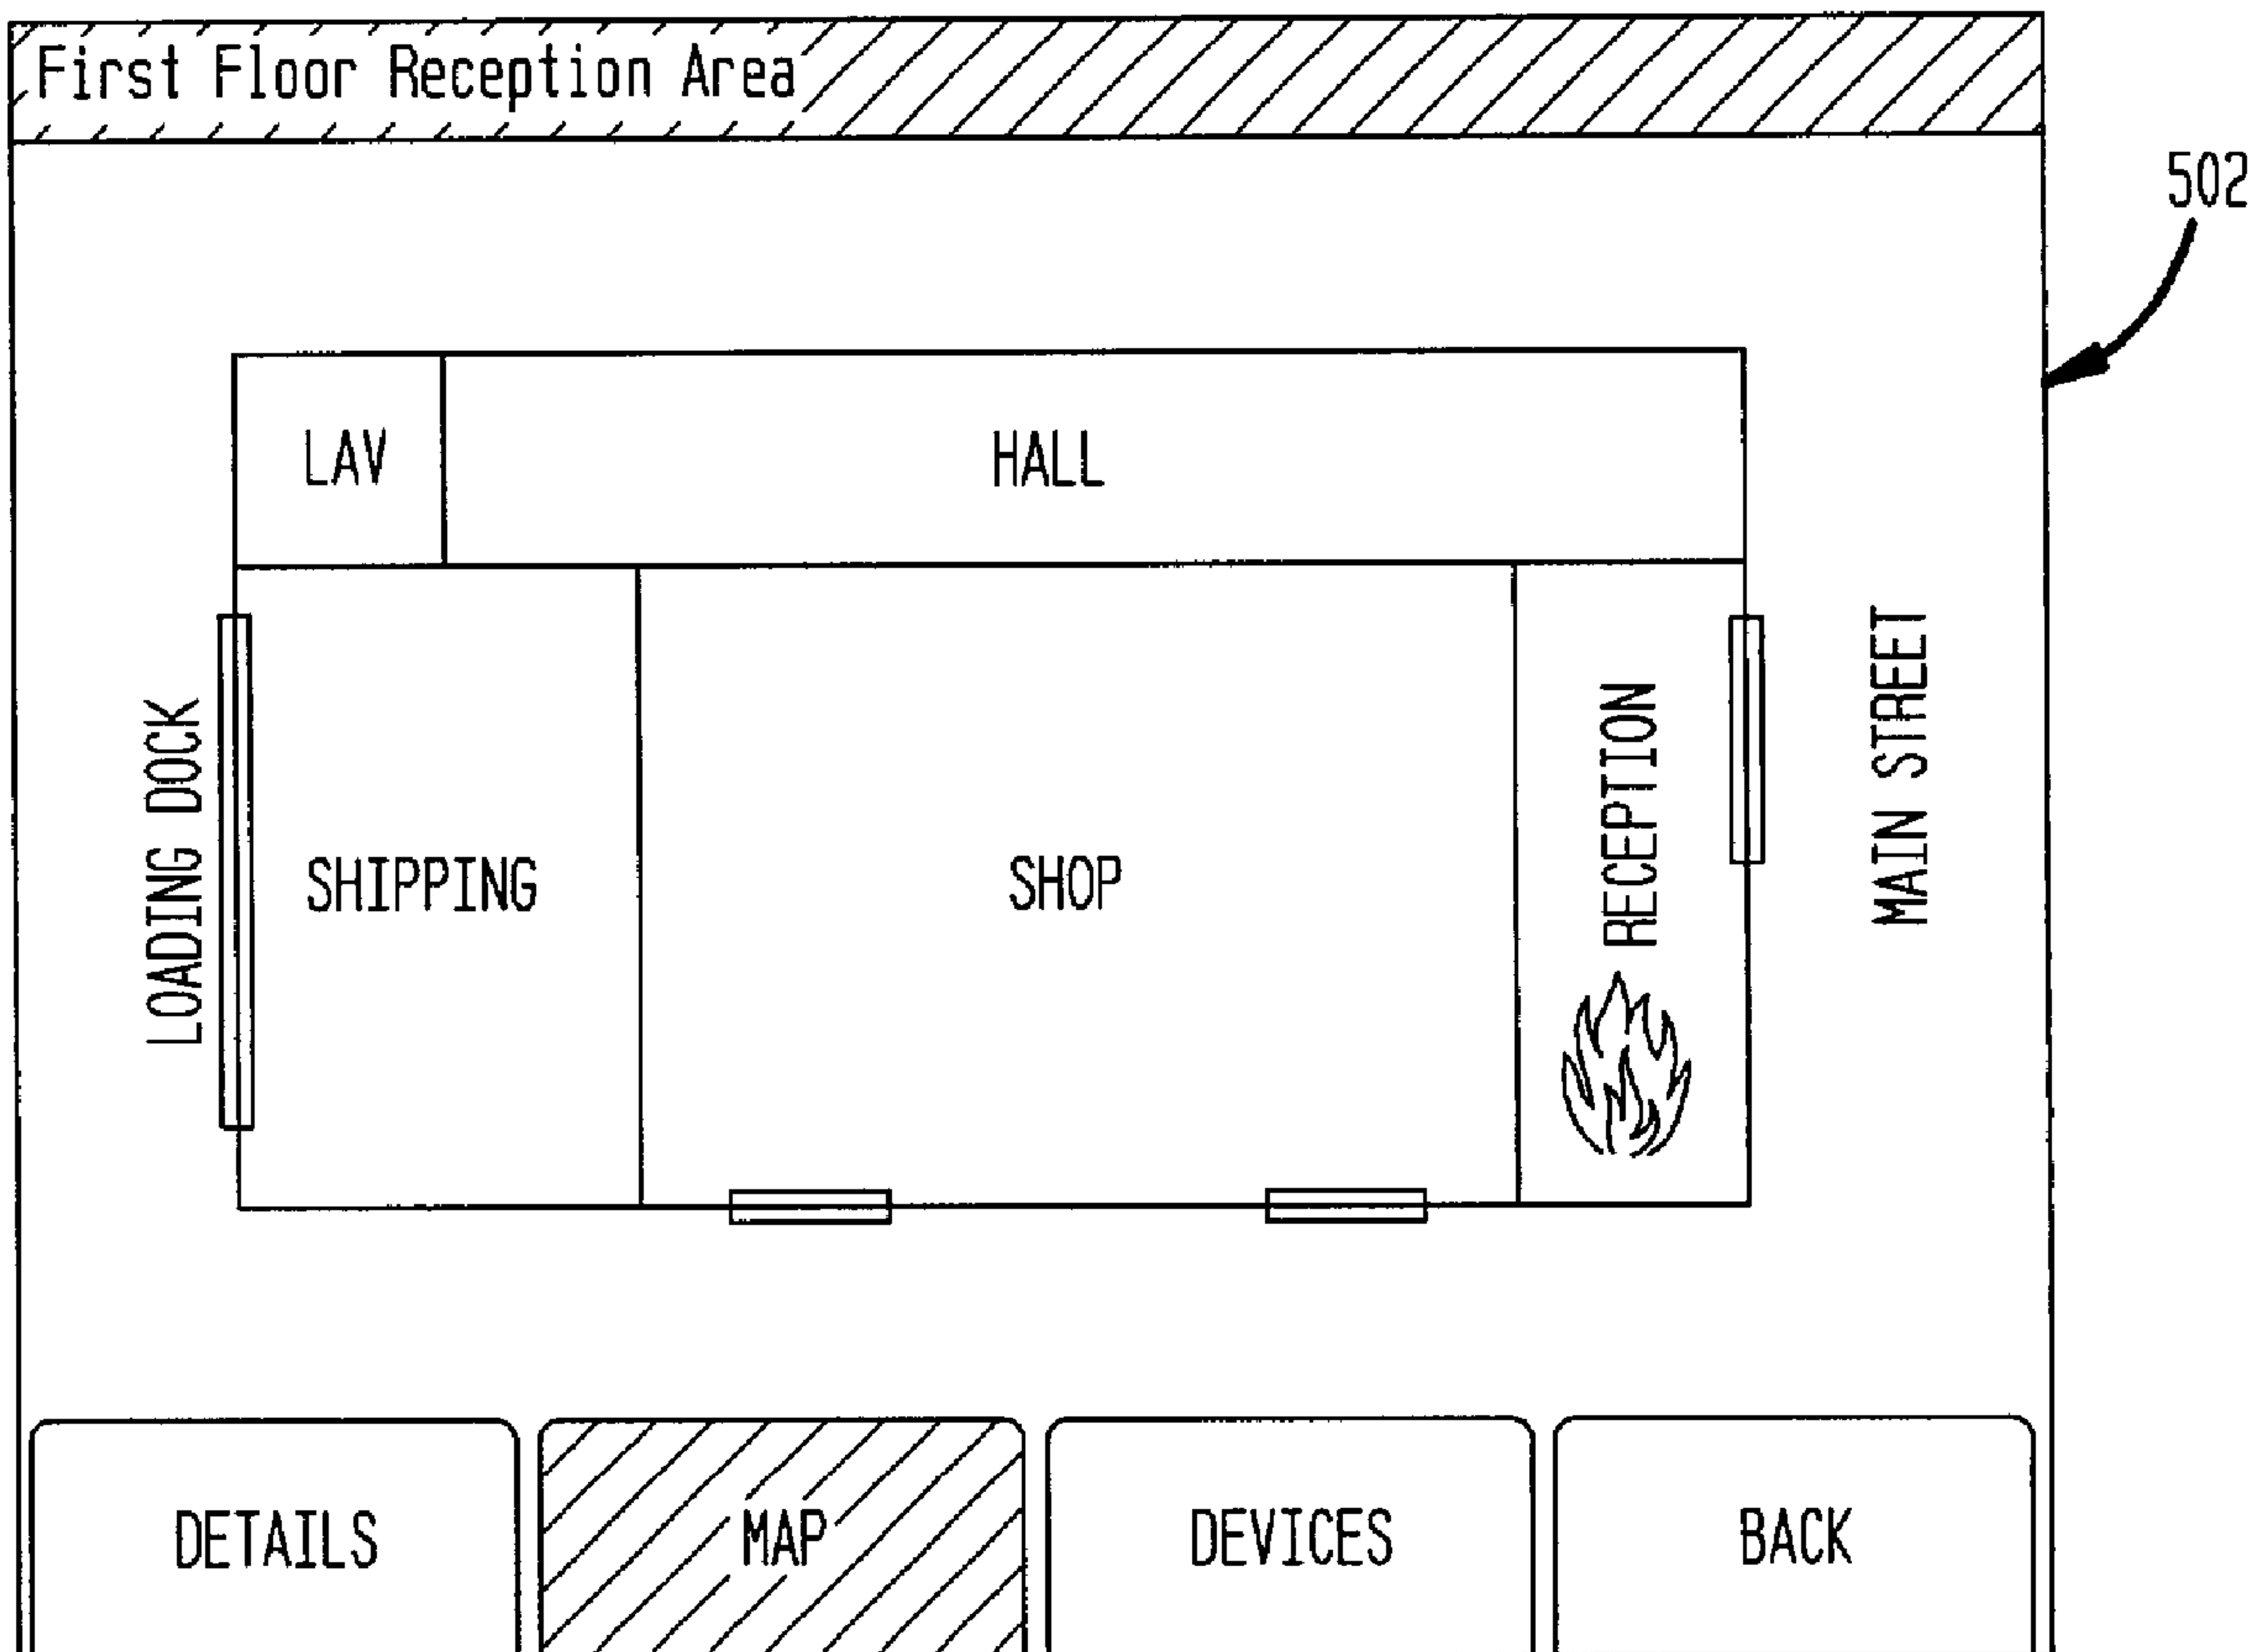 First Floor Reception Area
502
LAV
HALL
LOADING DOCK
SHIPPING
SHOP
RECEPTION
MAIN STREET
DETAILS
MAP
DEVICES
BACK